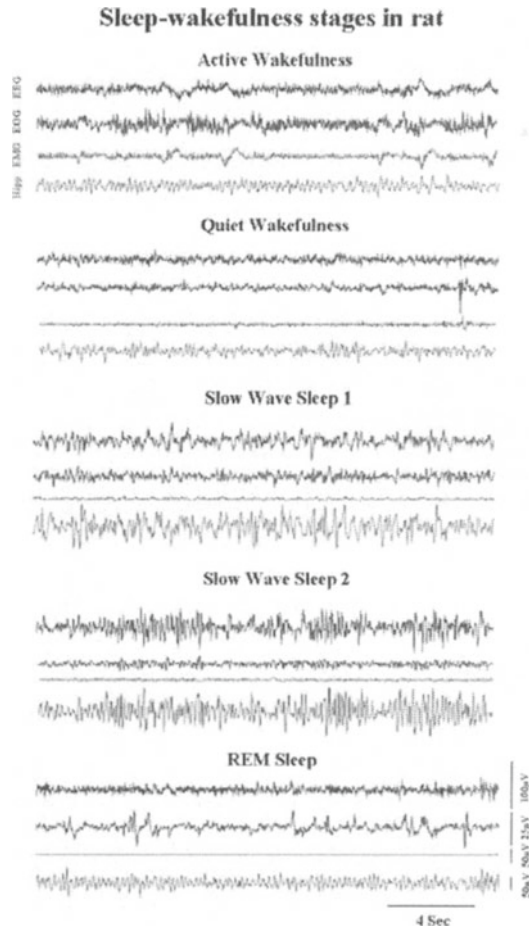 Sleep-wakefulness stages in rat
Active Wakefulness
EEG
EOG
EMG
Hipp
Quiet Wakefulness
Slow Wave Sleep 1
Slow Wave Sleep 2
REM Sleep
100uV
25uV
50uV
50uV
4 Sec